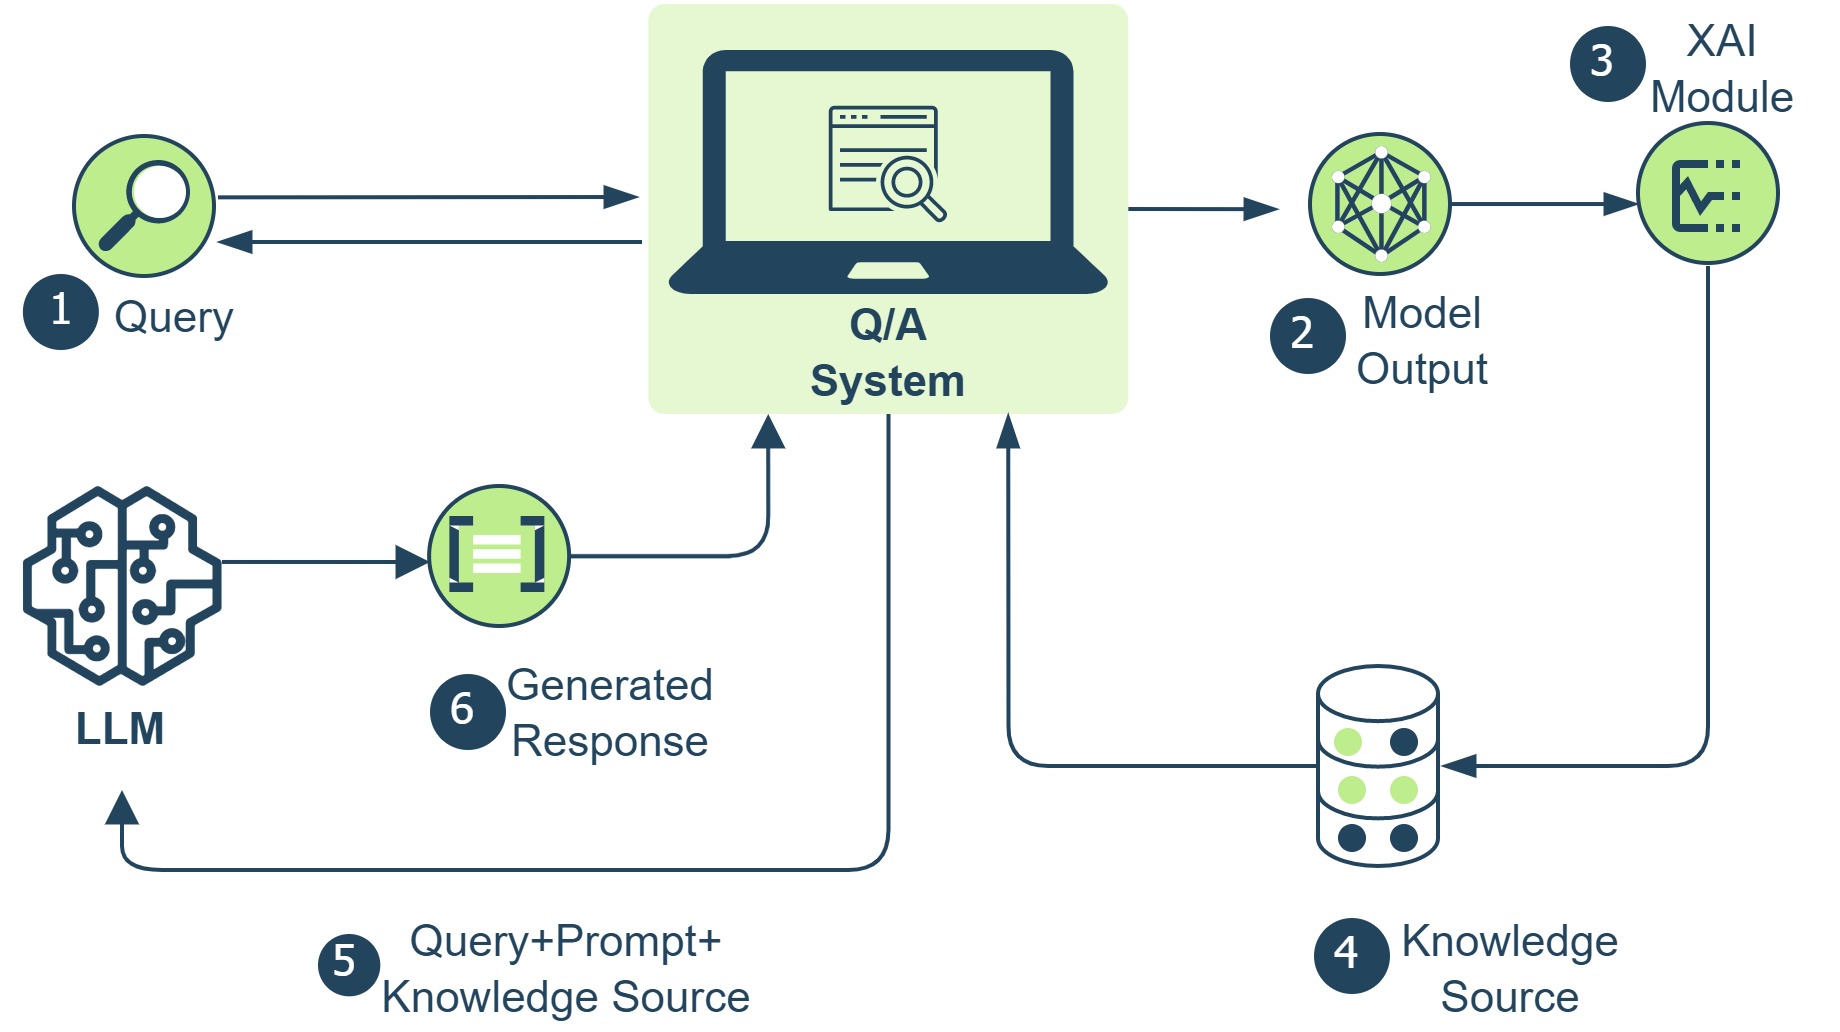 1
Query
Q/A
System
2
Model
Output
3
XAI
Module
LLM
6
Generated
Response
5
Query+Prompt+
Knowledge Source
4
Knowledge
Source